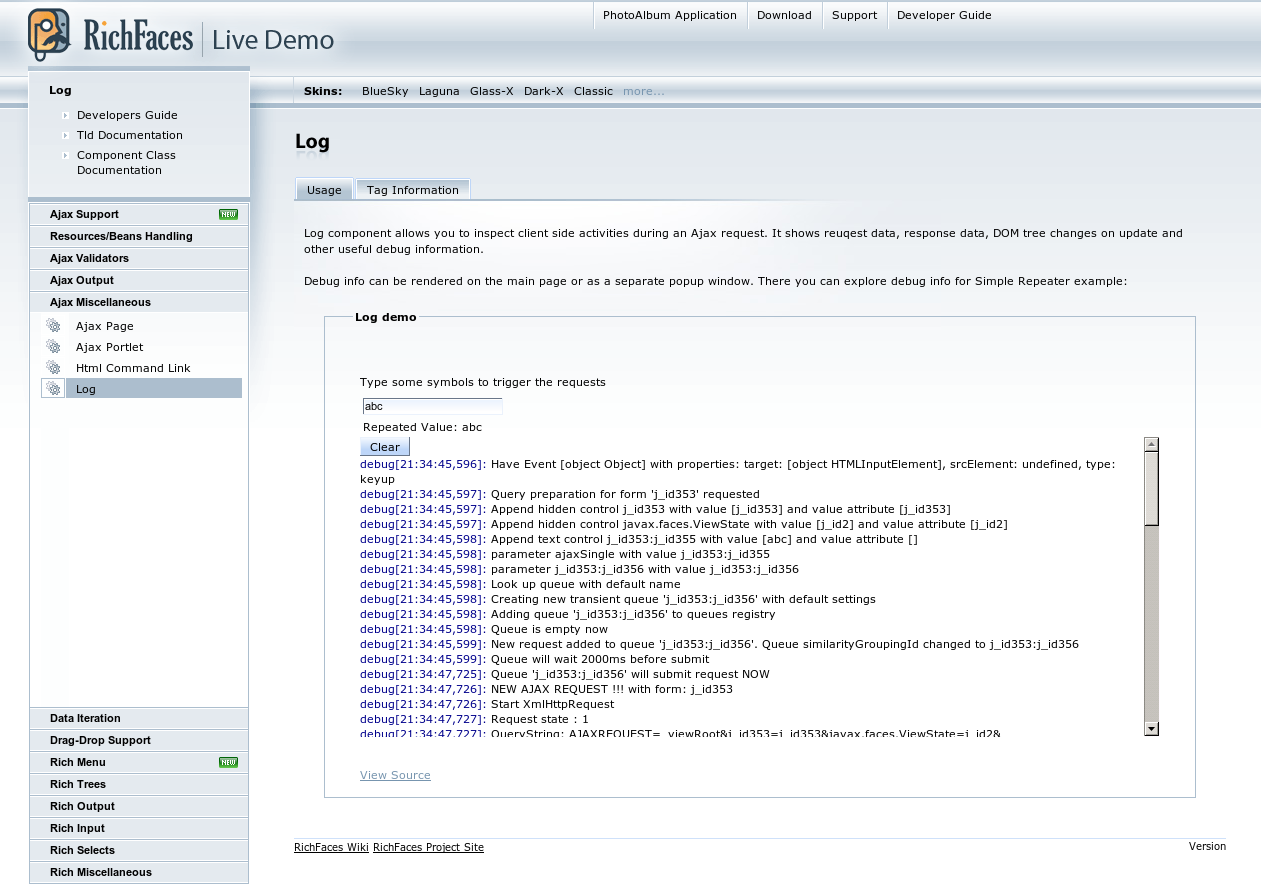 PhotoAlbum Application Download Support Developer Guide
RichFaces Live Demo
Log
Developers Guide
Tld Documentation
Component Class
Documentation
Skins: BlueSky Laguna Glass-X Dark-X Classic more...
Ajax Support NEW
Resources/Beans Handling
Ajax Validators
Ajax Output
Ajax Miscellaneous
Ajax Page
Ajax Portlet
Html Command Link
Log
Data Iteration
Drag-Drop Support
Rich Menu NEW
Rich Trees
Rich Output
Rich Input
Rich Selects
Rich Miscellaneous
Log
Usage Tag Information
Log component allows you to inspect client side activities during an Ajax request. It shows reuqest data, response data, DOM tree changes on update and
other useful debug information.
Debug info can be rendered on the main page or as a separate popup window. There you can explore debug info for Simple Repeater example:
Log demo
Type some symbols to trigger the requests
abc
Repeated Value: abc
Clear
debug[21:34:45,596]: Have Event [object Object] with properties: target: [object HTMLInputElement], srcElement: undefined, type:
keyup
debug[21:34:45,597]: Query preparation for form 'j_id353' requested
debug[21:34:45,597]: Append hidden control j_id353 with value [j_id353] and value attribute [j_id353]
debug[21:34:45,597]: Append hidden control javax.faces.ViewState with value [j_id2] and value attribute [j_id2]
debug[21:34:45,598]: Append text control j_id353:j_id355 with value [abc] and value attribute []
debug[21:34:45,598]: parameter ajaxSingle with value j_id353:j_id355
debug[21:34:45,598]: parameter j_id353:j_id356 with value j_id353:j_id356
debug[21:34:45,598]: Look up queue with default name
debug[21:34:45,598]: Creating new transient queue 'j_id353:j_id356' with default settings
debug[21:34:45,598]: Adding queue 'j_id353:j_id356' to queues registry
debug[21:34:45,598]: Queue is empty now
debug[21:34:45,599]: New request added to queue 'j_id353:j_id356'. Queue similarityGroupingId changed to j_id353:j_id356
debug[21:34:45,599]: Queue will wait 2000ms before submit
debug[21:34:47,725]: Queue 'j_id353:j_id356' will submit request NOW
debug[21:34:47,726]: NEW AJAX REQUEST !!! with form: j_id353
debug[21:34:47,726]: Start XmlHttpRequest
debug[21:34:47,727]: Request state : 1
debug[21:34:47,727]: QueryString: AJAXREQUEST=_viewRoot&j_id353=j_id353&javax.faces.ViewState=j_id2&
View Source
RichFaces Wiki RichFaces Project Site Version